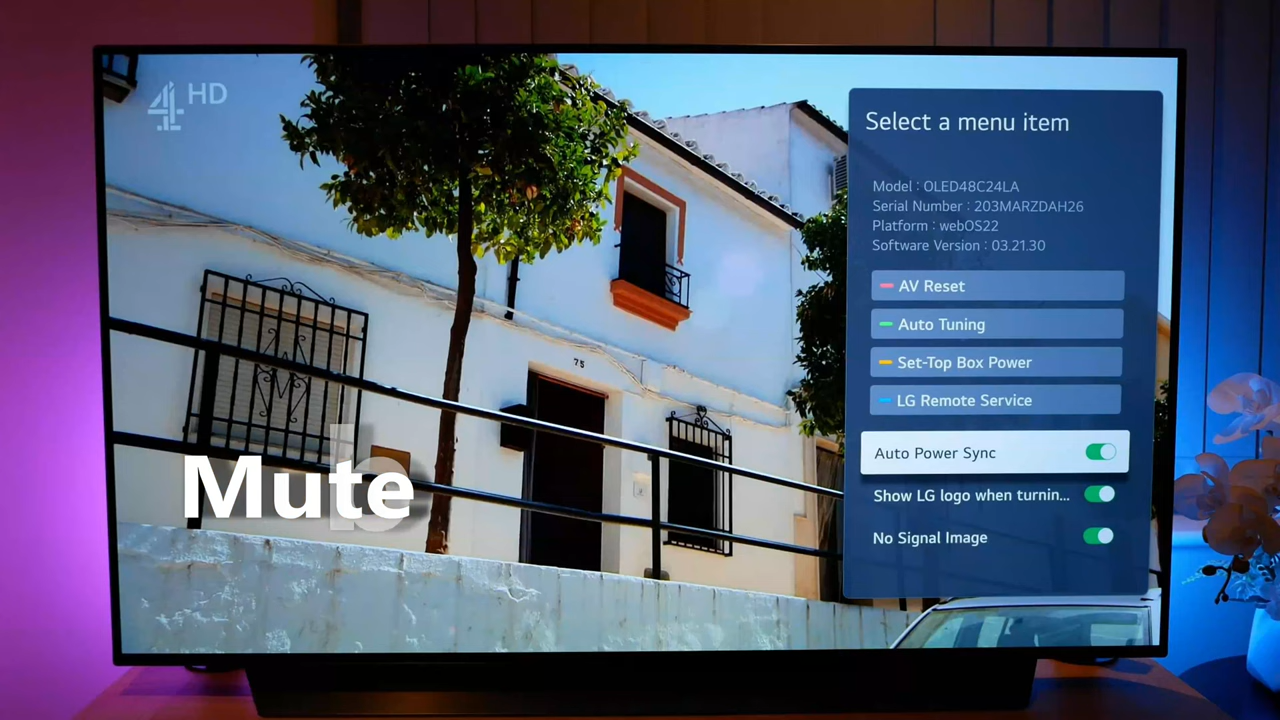 4 HD
Select a menu item
Model : OLED48C24LA
Serial Number : 203MARZDAH26
Platform : webOS22
Software Version : 03.21.30
AV Reset
Auto Tuning
Set-Top Box Power
LG Remote Service
Auto Power Sync
Show LG logo when turnin...
No Signal Image
75
b
Mute